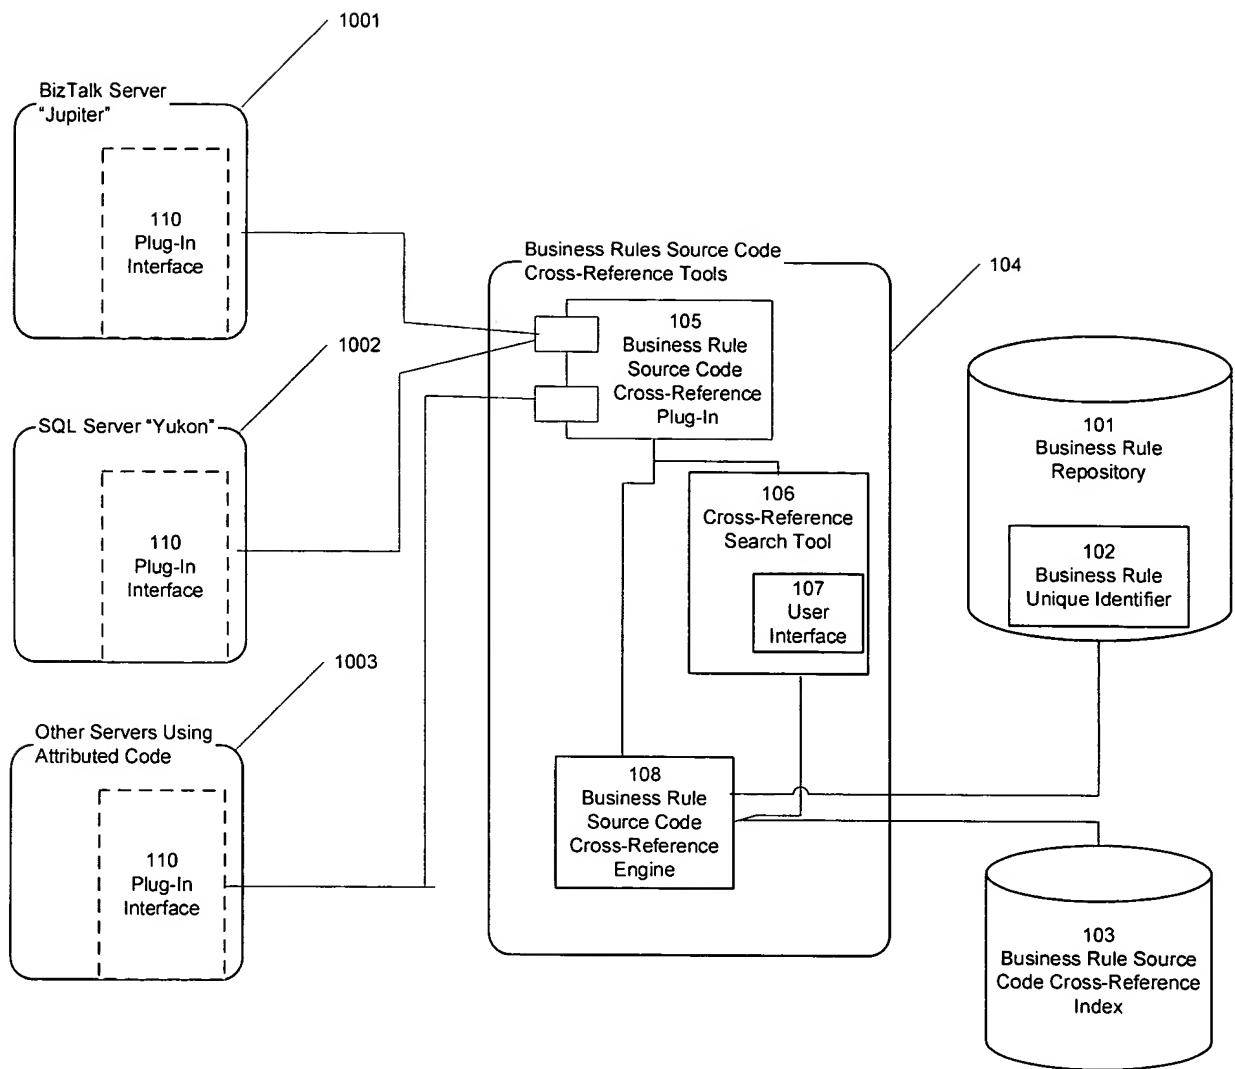 1001
BizTalk Server
"Jupiter"
110
Plug-In
Interface
1002
SQL Server "Yukon"
110
Plug-In
Interface
1003
Other Servers Using
Attributed Code
110
Plug-In
Interface
Business Rules Source Code
Cross-Reference Tools
104
105
Business Rule
Source Code
Cross-Reference
Plug-In
106
Cross-Reference
Search Tool
107
User
Interface
108
Business Rule
Source Code
Cross-Reference
Engine
101
Business Rule
Repository
102
Business Rule
Unique Identifier
103
Business Rule Source
Code Cross-Reference
Index